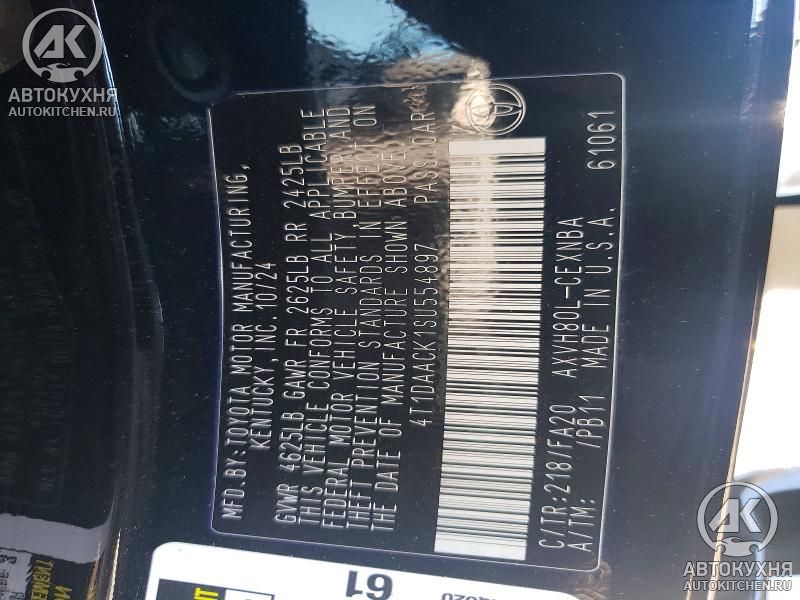 АК
АВТОКУХНЯ
AUTOKITCHEN.RU
MFD.BY:TOYOTA MOTOR MANUFACTURING,
KENTUCKY, INC. 10/24
GVWR 4625LB GAWR FR 2625LB RR 2425LB
THIS VEHICLE CONFORMS TO ALL APPLICABLE
FEDERAL MOTOR VEHICLE SAFETY, BUMPER, AND
THEFT PREVENTION STANDARDS IN EFFECT ON
THE DATE OF MANUFACTURE SHOWN ABOVE.
4T1DAACK1SU554897 PASS.CAR
C/TR:218/FA20 AXVH80L-CEXNBA
A/TM: /PB11 MADE IN U.S.A. 61061
61
АК
АВТОКУХНЯ
AUTOKITCHEN.RU